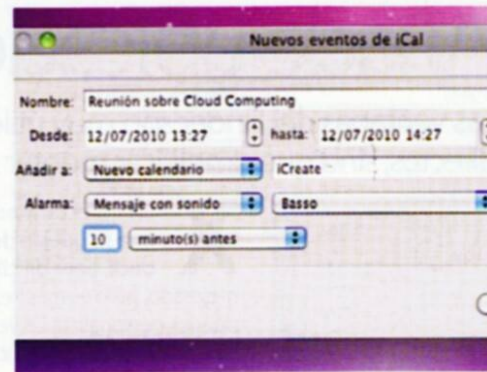 Nuevos eventos de iCal
Nombre: Reunión sobre Cloud Computing
Desde: 12/07/2010 13:27 hasta: 12/07/2010 14:27
Añadir a: Nuevo calendario iCreate
Alarma: Mensaje con sonido Basso
10 minuto(s) antes